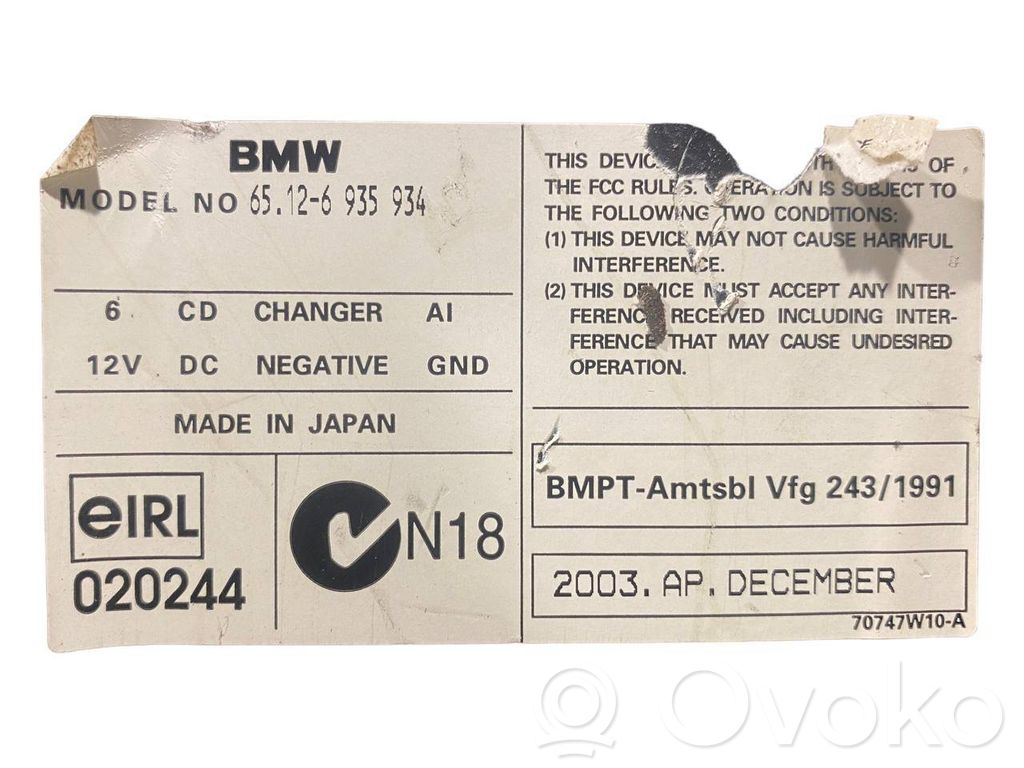 BMW
MODEL NO 65.12-6 935 934
6 CD CHANGER AI
12V DC NEGATIVE GND
MADE IN JAPAN
eIRL
020244
N18
THIS DEVIC OF
THE FCC RULES. OPERATION IS SUBJECT TO
THE FOLLOWING TWO CONDITIONS:
(1) THIS DEVICE MAY NOT CAUSE HARMFUL
INTERFERENCE.
(2) THIS DEVICE MUST ACCEPT ANY INTER-
FERENCE RECEIVED INCLUDING INTER-
FERENCE THAT MAY CAUSE UNDESIRED
OPERATION.
BMPT-Amtsbl Vfg 243/1991
2003. AP. DECEMBER
70747W10-A
Ovoko